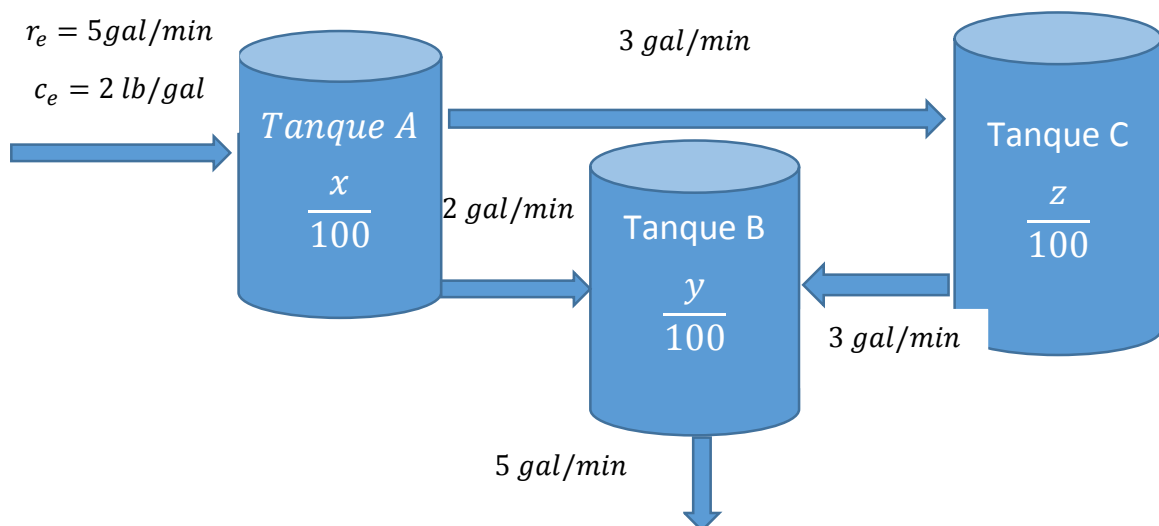 r_e = 5gal/min
c_e = 2 lb/gal
3 gal/min
Tanque A
x/100
Tanque C
z/100
2 gal/min
Tanque B
y/100
3 gal/min
5 gal/min